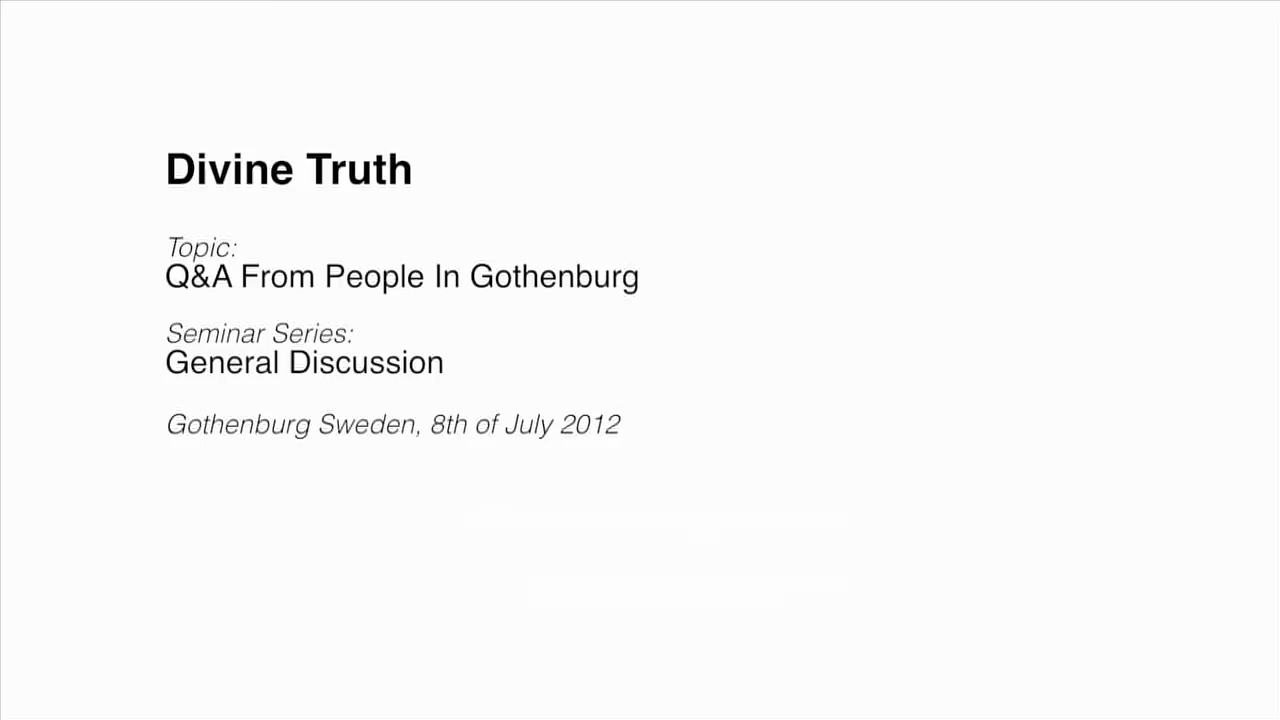 Divine Truth
Topic:
Q&A From People In Gothenburg
Seminar Series:
General Discussion
Gothenburg Sweden, 8th of July 2012